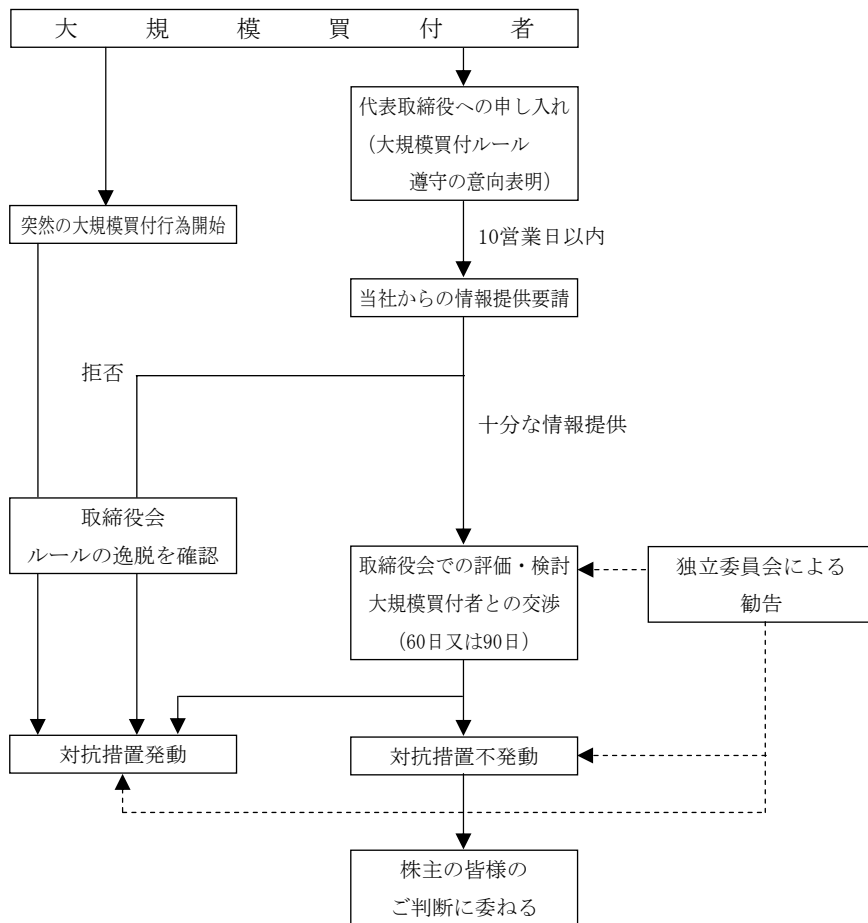 大規模買付者
代表取締役への申し入れ
（大規模買付ルール
遵守の意向表明）
突然の大規模買付行為開始
10営業日以内
当社からの情報提供要請
拒否
十分な情報提供
取締役会
ルールの逸脱を確認
取締役会での評価・検討
大規模買付者との交渉
（60日又は90日）
独立委員会による
勧告
対抗措置発動
対抗措置不発動
株主の皆様の
ご判断に委ねる